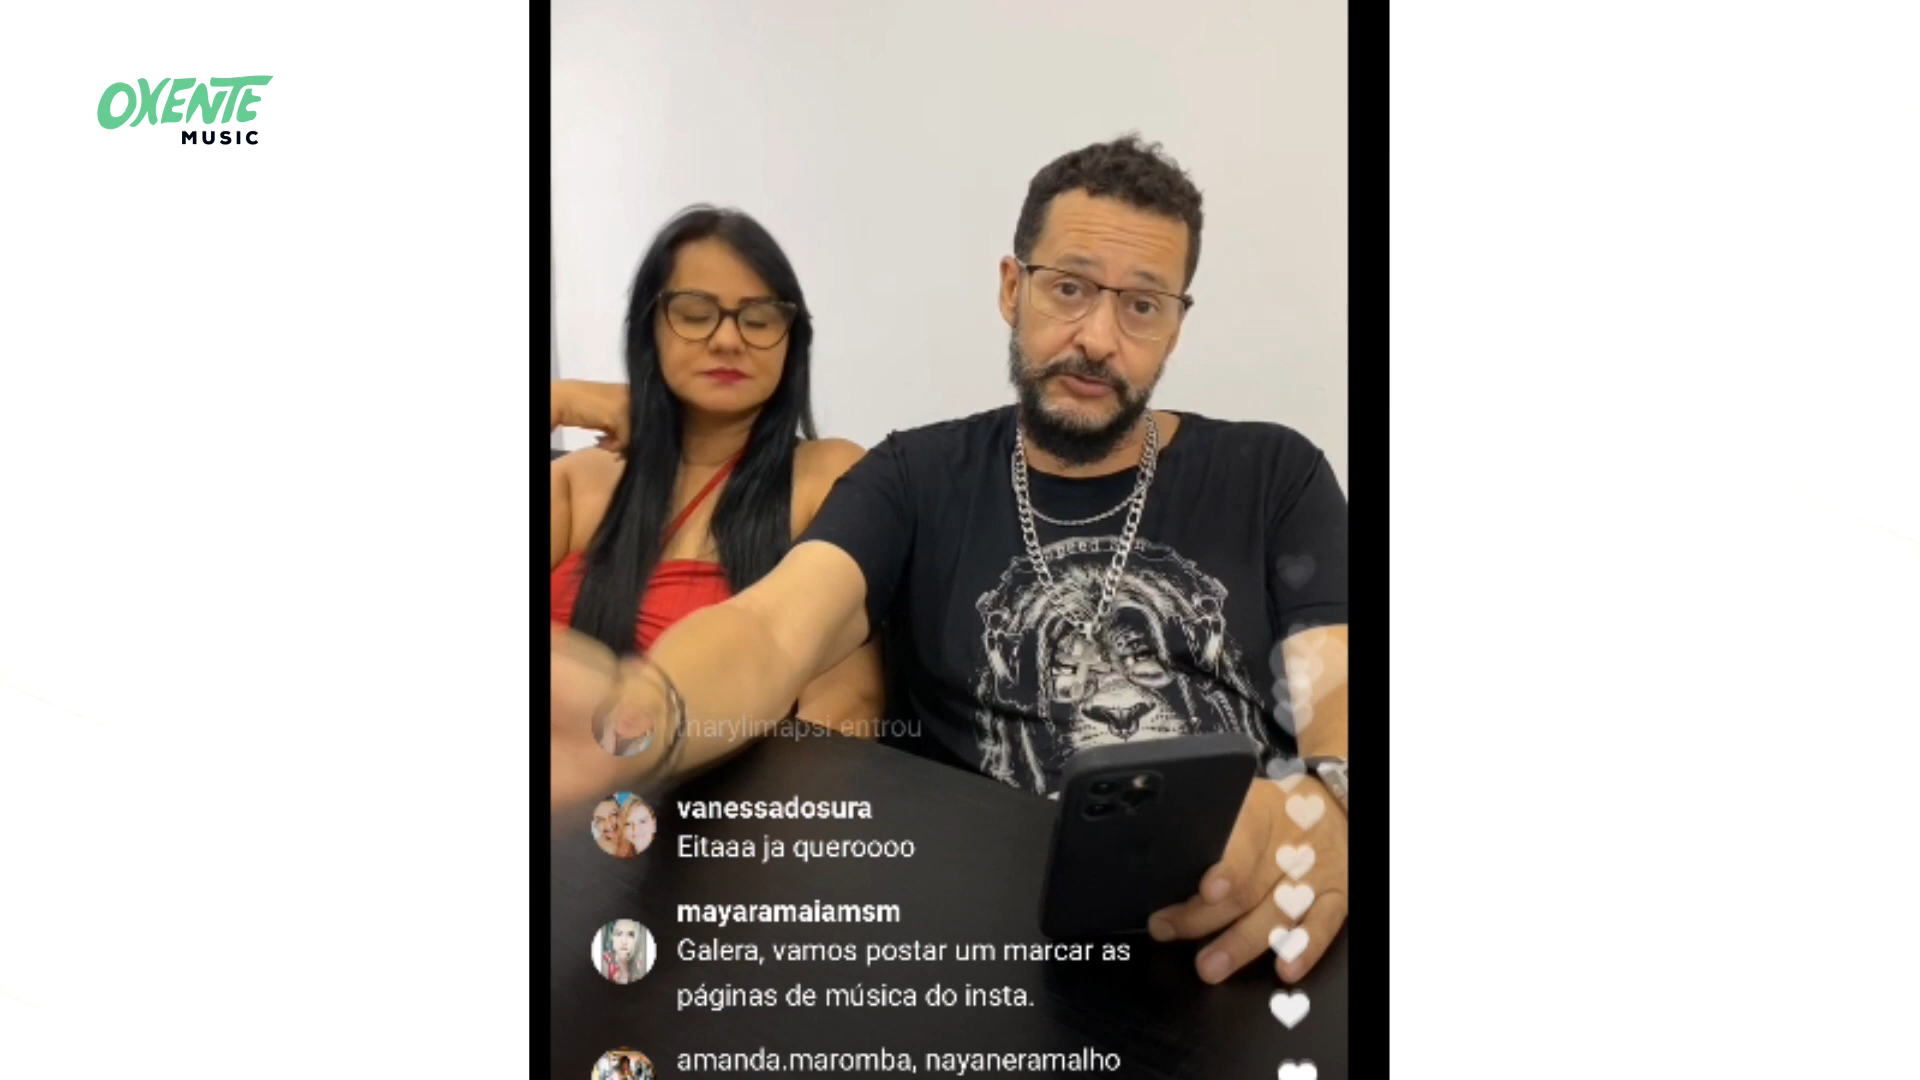 OXENTE
MUSIC
marylimapsi entrou
vanessadosura
Eitaaa ja queroooo
mayaramaiamsm
Galera, vamos postar um marcar as
páginas de música do insta.
amanda.maromba, nayaneramalho